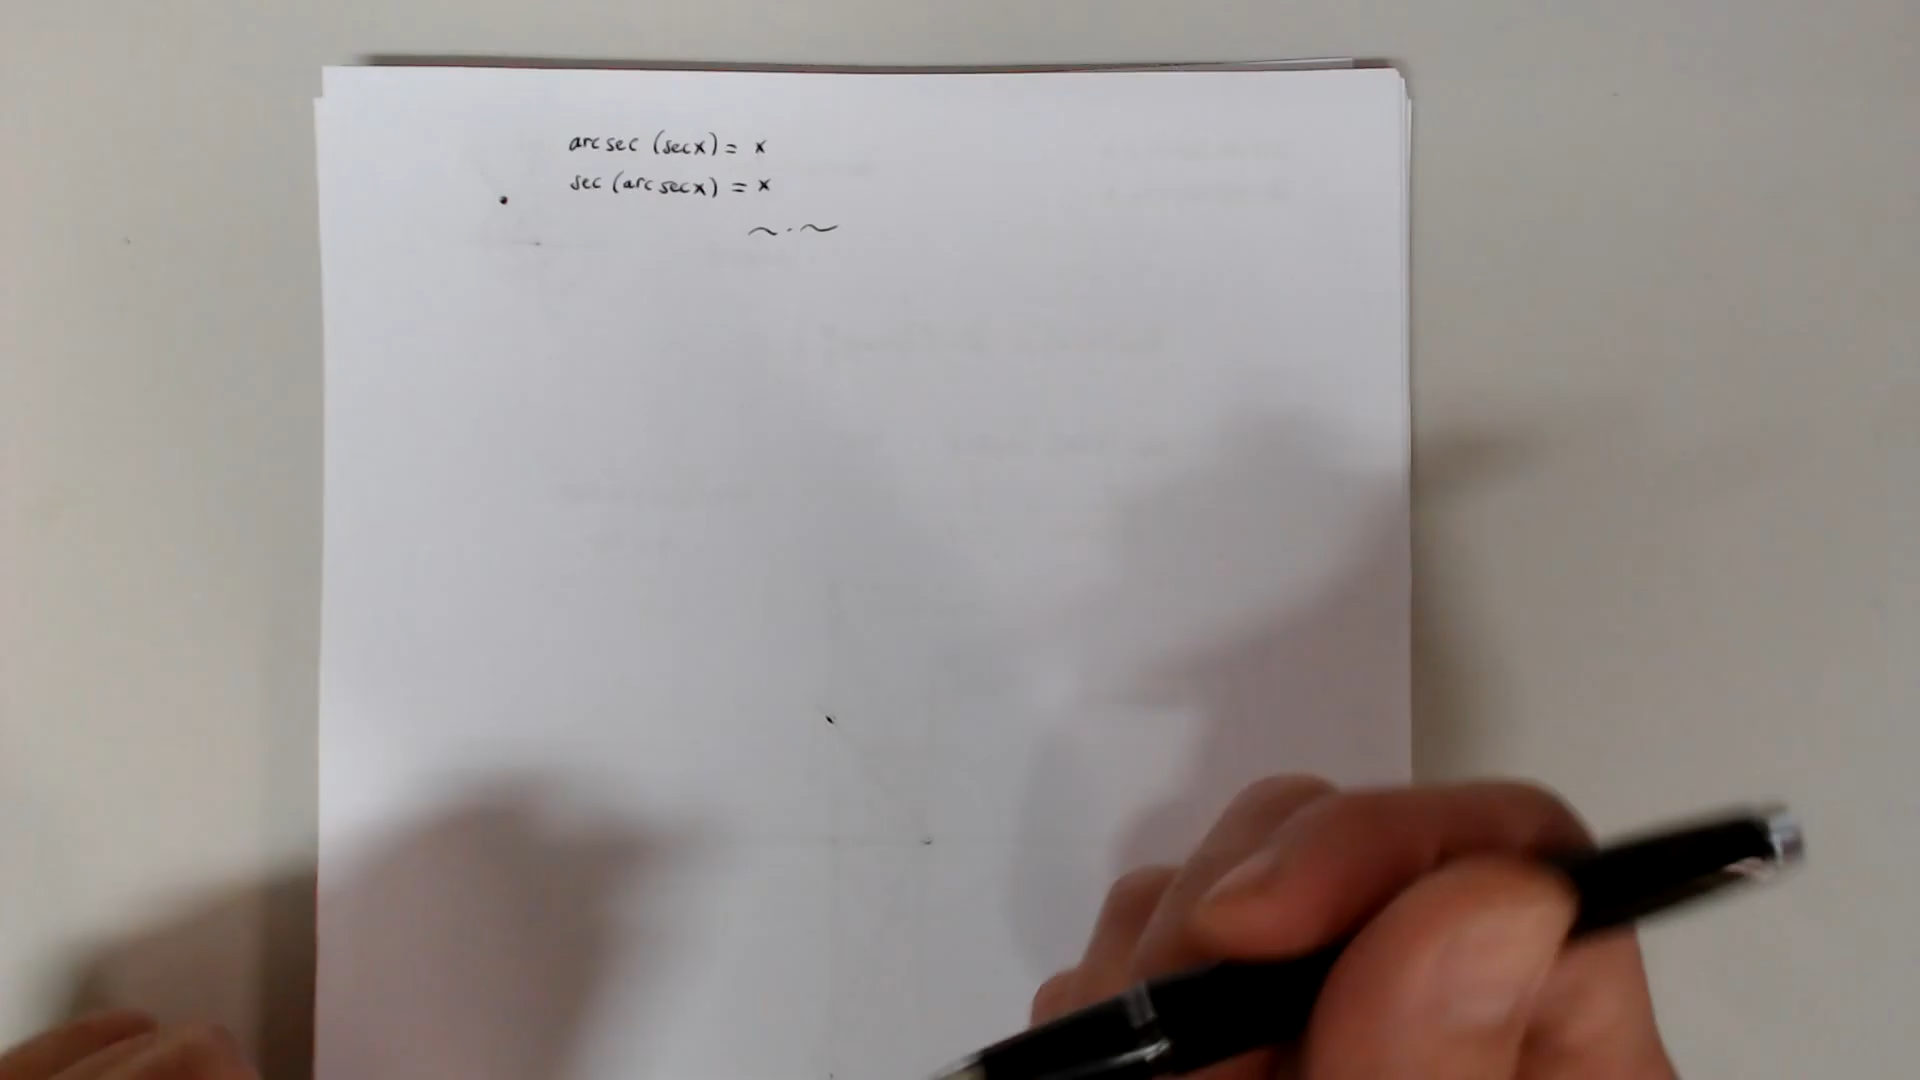 arcsec (secx) = x
sec (arcsecx) = x
~ . ~